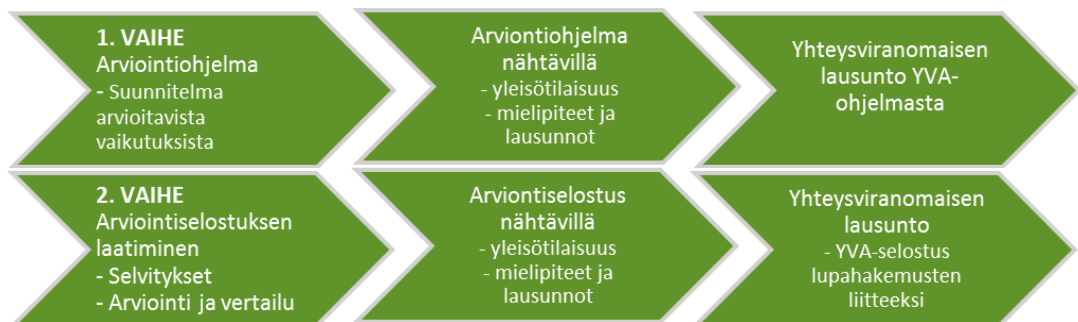 1. VAIHE
Arviointiohjelma
- Suunnitelma
arvioitavista
vaikutuksista
Arviontiohjelma
nähtävillä
- yleisötilaisuus
- mielipiteet ja
lausunnot
Yhteysviranomaisen
lausunto YVA-
ohjelmasta
2. VAIHE
Arviointiselostuksen
laatiminen
- Selvitykset
- Arviointi ja vertailu
Arviontiselostus
nähtävillä
- yleisötilaisuus
- mielipiteet ja
lausunnot
Yhteysviranomaisen
lausunto
- YVA-selostus
lupahakemusten
liitteeksi